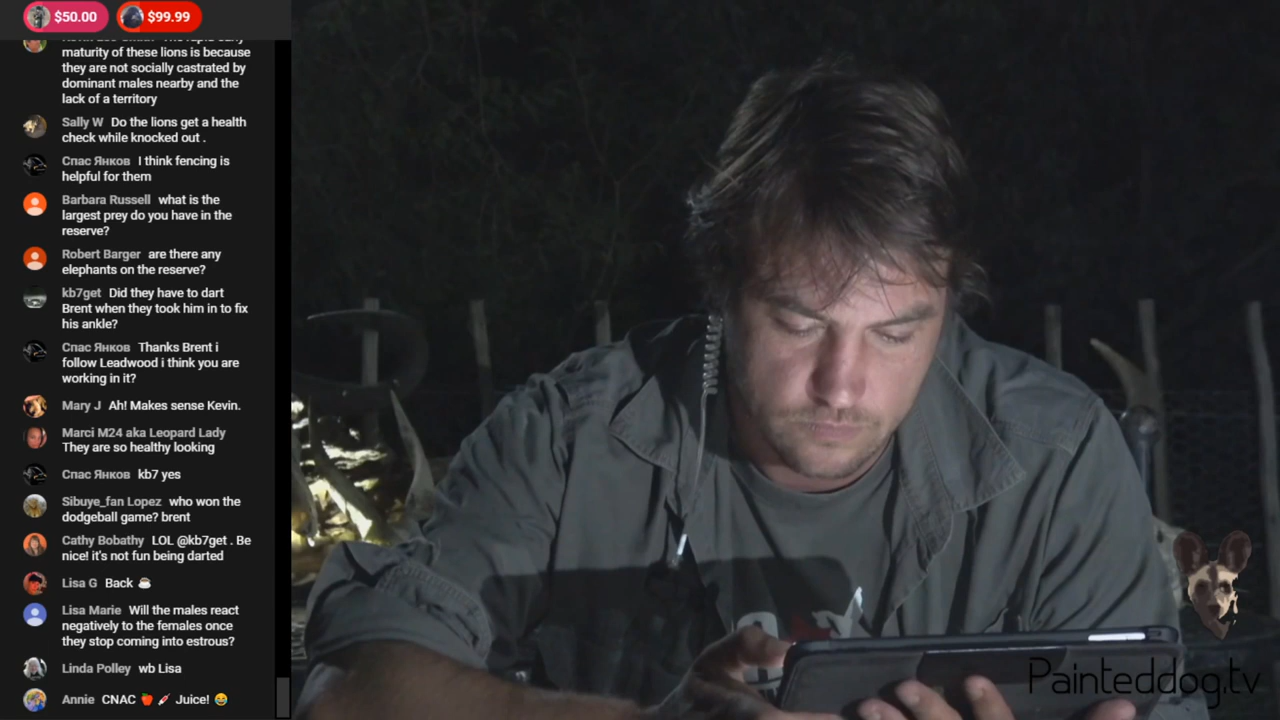 $50.00 $99.99
maturity of these lions is because
they are not socially castrated by
dominant males nearby and the
lack of a territory
Sally W Do the lions get a health
check while knocked out .
Спас Янков I think fencing is
helpful for them
Barbara Russell what is the
largest prey do you have in the
reserve?
Robert Barger are there any
elephants on the reserve?
kb7get Did they have to dart
Brent when they took him in to fix
his ankle?
Спас Янков Thanks Brent i
follow Leadwood i think you are
working in it?
Mary J Ah! Makes sense Kevin.
Marci M24 aka Leopard Lady
They are so healthy looking
Спас Янков kb7 yes
Sibuye_fan Lopez who won the
dodgeball game? brent
Cathy Bobathy LOL @kb7get . Be
nice! it's not fun being darted
Lisa G Back ☕
Lisa Marie Will the males react
negatively to the females once
they stop coming into estrous?
Linda Polley wb Lisa
Annie CNAC 🍎 🧨 Juice! 😂
Painteddog.tv